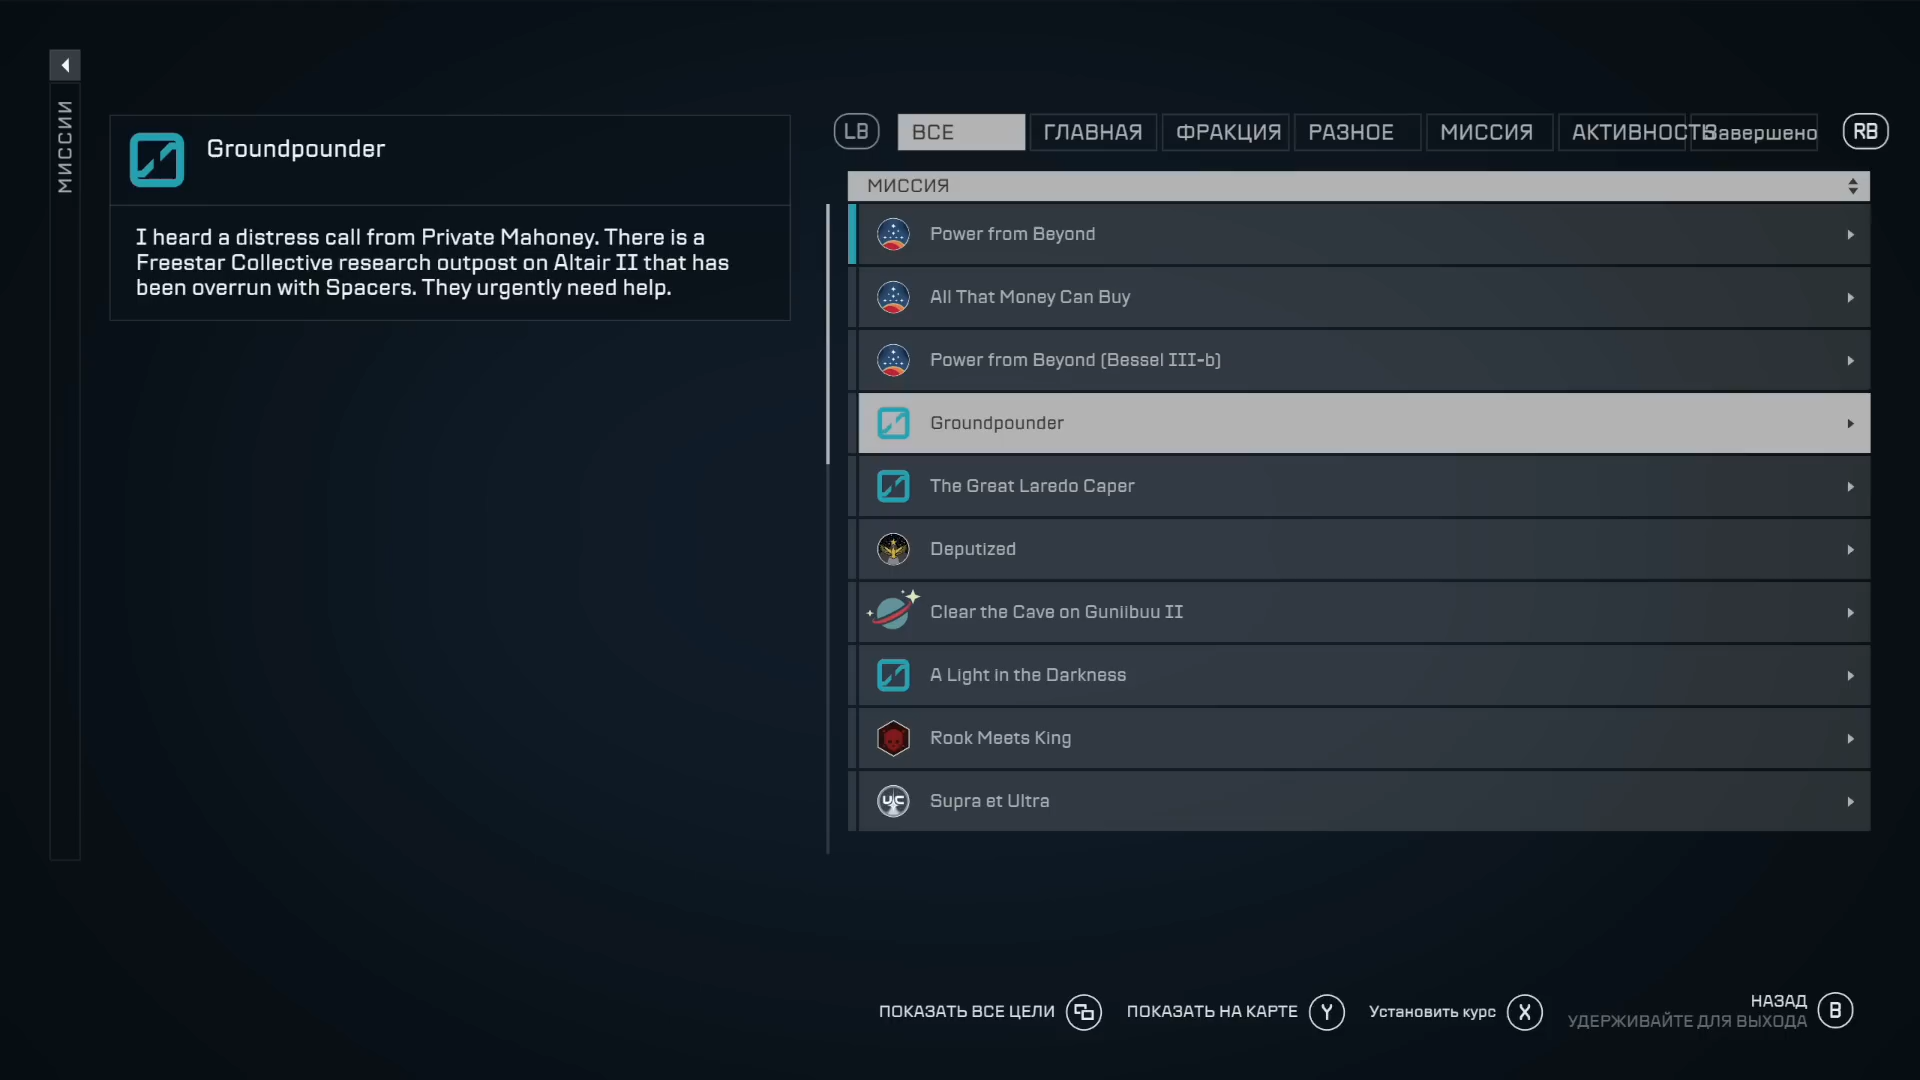 МИССИИ
Groundpounder
I heard a distress call from Private Mahoney. There is a
Freestar Collective research outpost on Altair II that has
been overrun with Spacers. They urgently need help.
LB
ВСЕ
ГЛАВНАЯ
ФРАКЦИЯ
РАЗНОЕ
МИССИЯ
АКТИВНОСТЬ
Завершено
RB
МИССИЯ
Power from Beyond
All That Money Can Buy
Power from Beyond (Bessel III-b)
Groundpounder
The Great Laredo Caper
Deputized
Clear the Cave on Guniibuu II
A Light in the Darkness
Rook Meets King
UC
Supra et Ultra
ПОКАЗАТЬ ВСЕ ЦЕЛИ
ПОКАЗАТЬ НА КАРТЕ Y
Установить курс X
НАЗАД
УДЕРЖИВАЙТЕ ДЛЯ ВЫХОДА
B